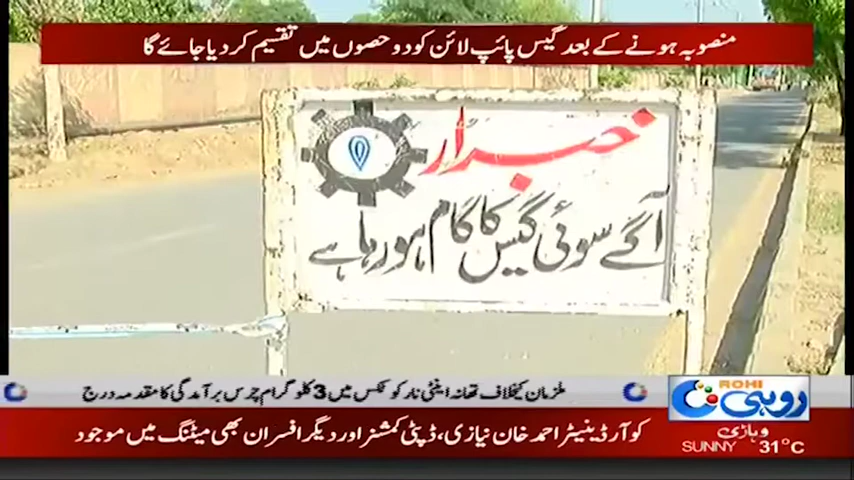 منصوبہ ہونے کے بعد گیس پائپ لائن کو دو حصوں میں تقسیم کر دیا جائے گا
خبردار
آگے سوئی گیس کا گام ہو رہا ہے
ملزمان کیخلاف تھانہ اینٹی نارکوٹکس میں 3 کلو گرام چرس برآمدگی کا مقدمہ درج
ROHI
روہی
کوآرڈینیٹر احمد خان نیازی، ڈپٹی کمشنر اور دیگر افسران بھی میٹنگ میں موجود
وہاڑی
SUNNY 31°C